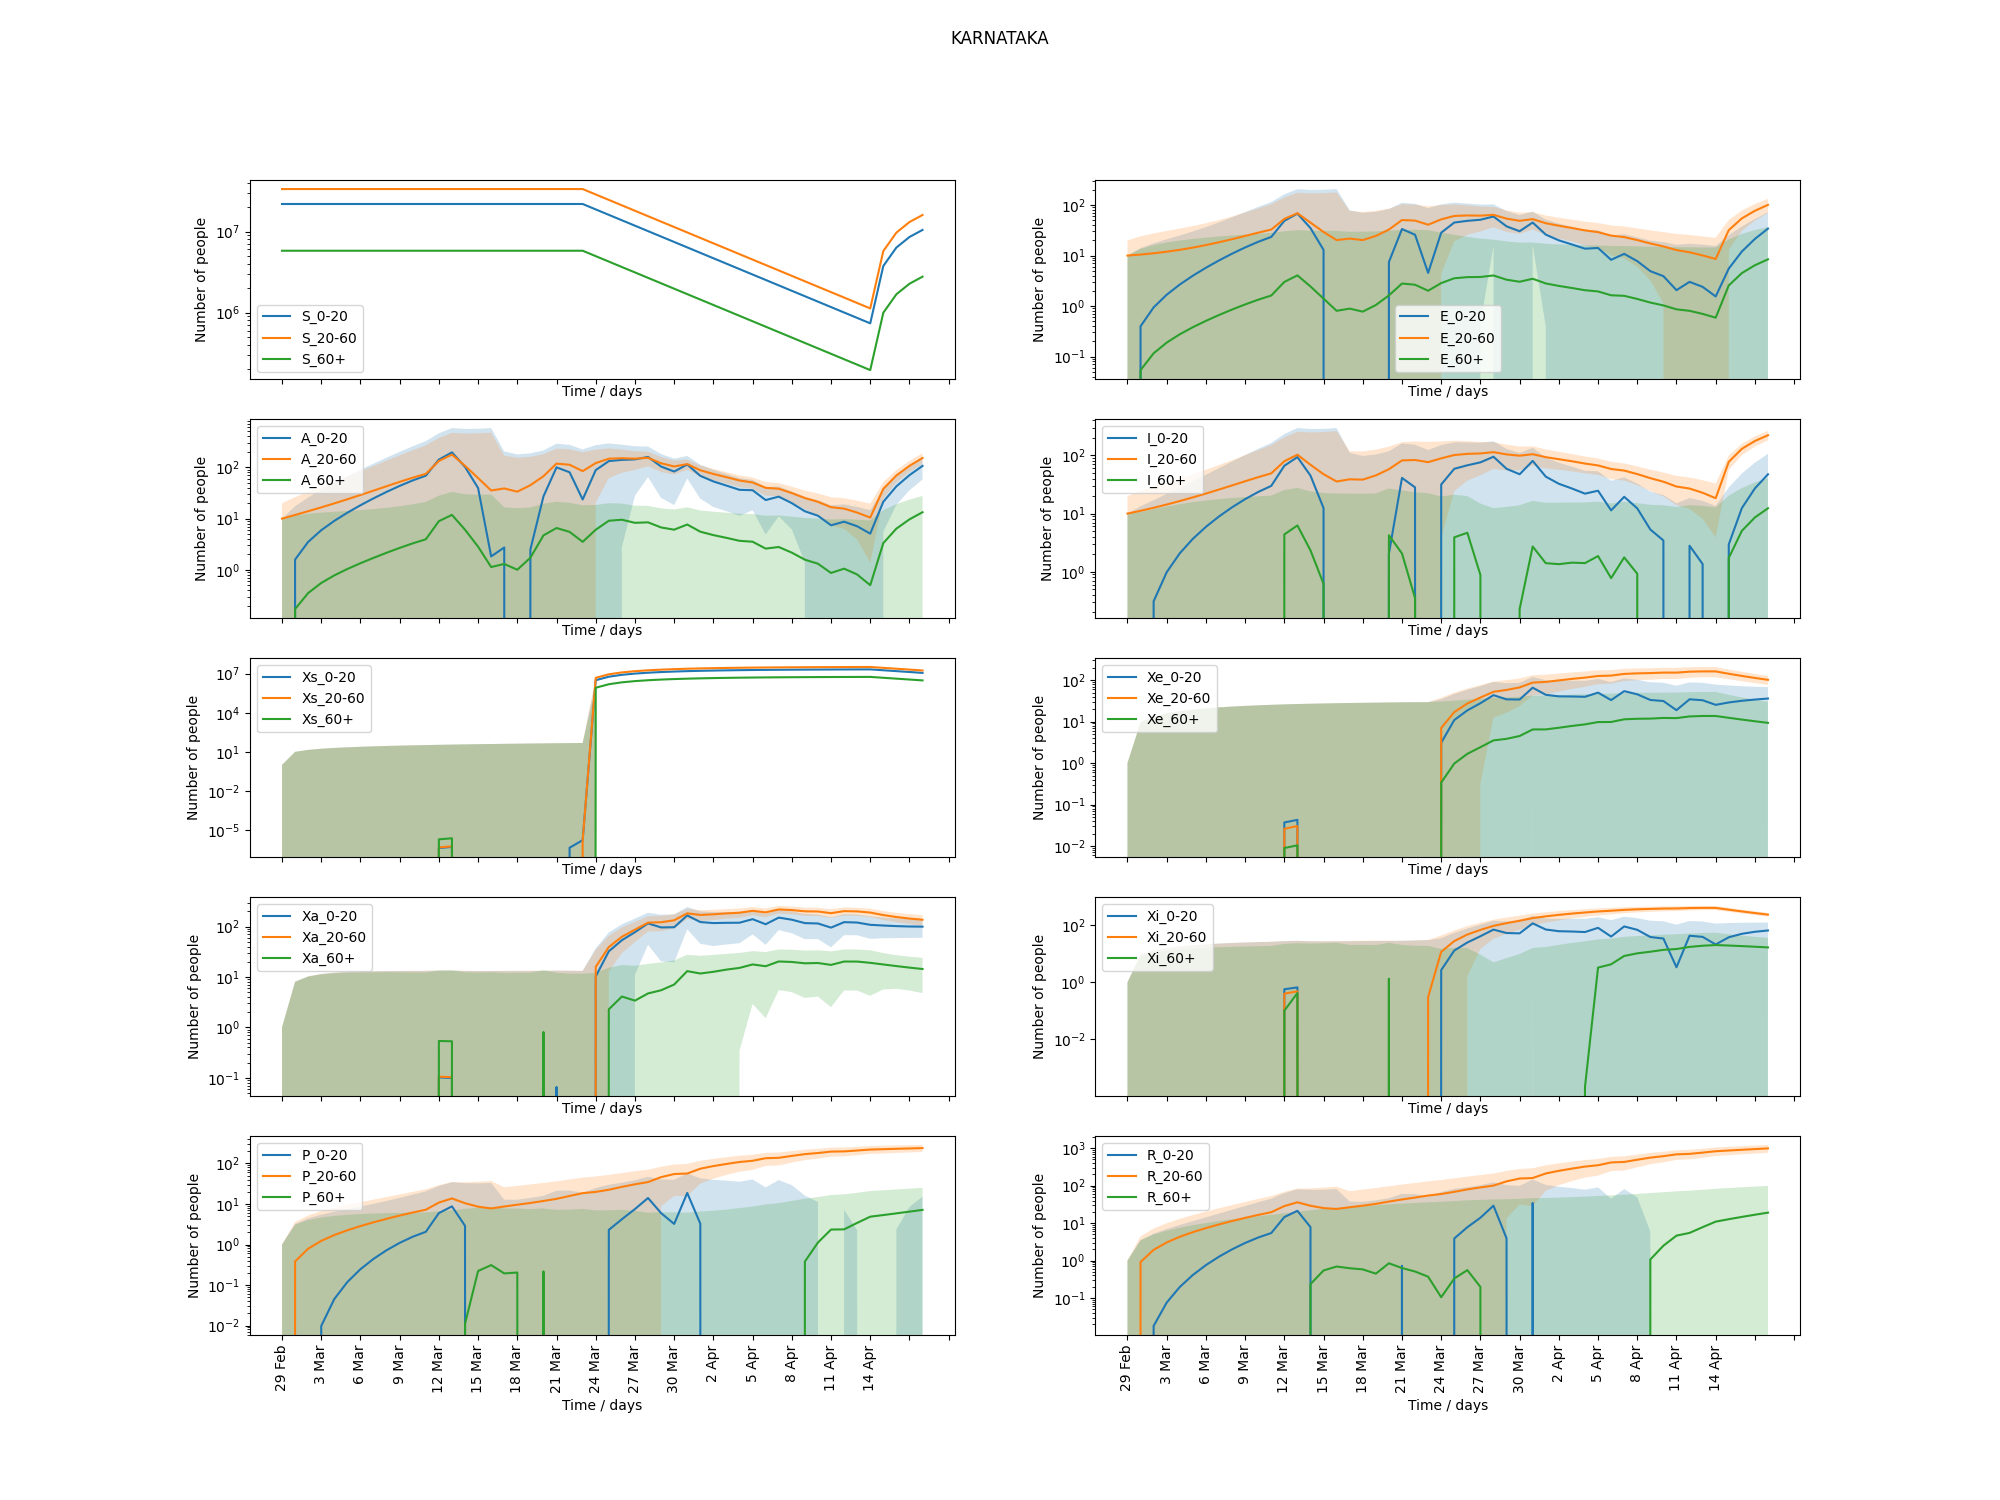 KARNATAKA
Number of people
10^7
10^6
S_0-20
S_20-60
S_60+
Time / days
Number of people
10^2
10^1
10^0
10^-1
E_0-20
E_20-60
E_60+
Time / days
Number of people
10^2
10^1
10^0
A_0-20
A_20-60
A_60+
Time / days
Number of people
10^2
10^1
10^0
I_0-20
I_20-60
I_60+
Time / days
Number of people
10^7
10^4
10^1
10^-2
10^-5
Xs_0-20
Xs_20-60
Xs_60+
Time / days
Number of people
10^2
10^1
10^0
10^-1
10^-2
Xe_0-20
Xe_20-60
Xe_60+
Time / days
Number of people
10^2
10^1
10^0
10^-1
Xa_0-20
Xa_20-60
Xa_60+
Time / days
Number of people
10^2
10^0
10^-2
Xi_0-20
Xi_20-60
Xi_60+
Time / days
Number of people
10^2
10^1
10^0
10^-1
10^-2
P_0-20
P_20-60
P_60+
29 Feb
3 Mar
6 Mar
9 Mar
12 Mar
15 Mar
18 Mar
21 Mar
24 Mar
27 Mar
30 Mar
2 Apr
5 Apr
8 Apr
11 Apr
14 Apr
Time / days
Number of people
10^3
10^2
10^1
10^0
10^-1
R_0-20
R_20-60
R_60+
29 Feb
3 Mar
6 Mar
9 Mar
12 Mar
15 Mar
18 Mar
21 Mar
24 Mar
27 Mar
30 Mar
2 Apr
5 Apr
8 Apr
11 Apr
14 Apr
Time / days